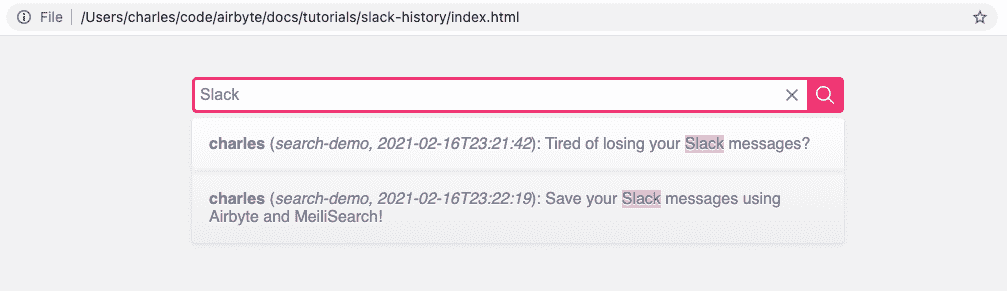 File /Users/charles/code/airbyte/docs/tutorials/slack-history/index.html
Slack
charles (search-demo, 2021-02-16T23:21:42): Tired of losing your Slack messages?
charles (search-demo, 2021-02-16T23:22:19): Save your Slack messages using
Airbyte and MeiliSearch!